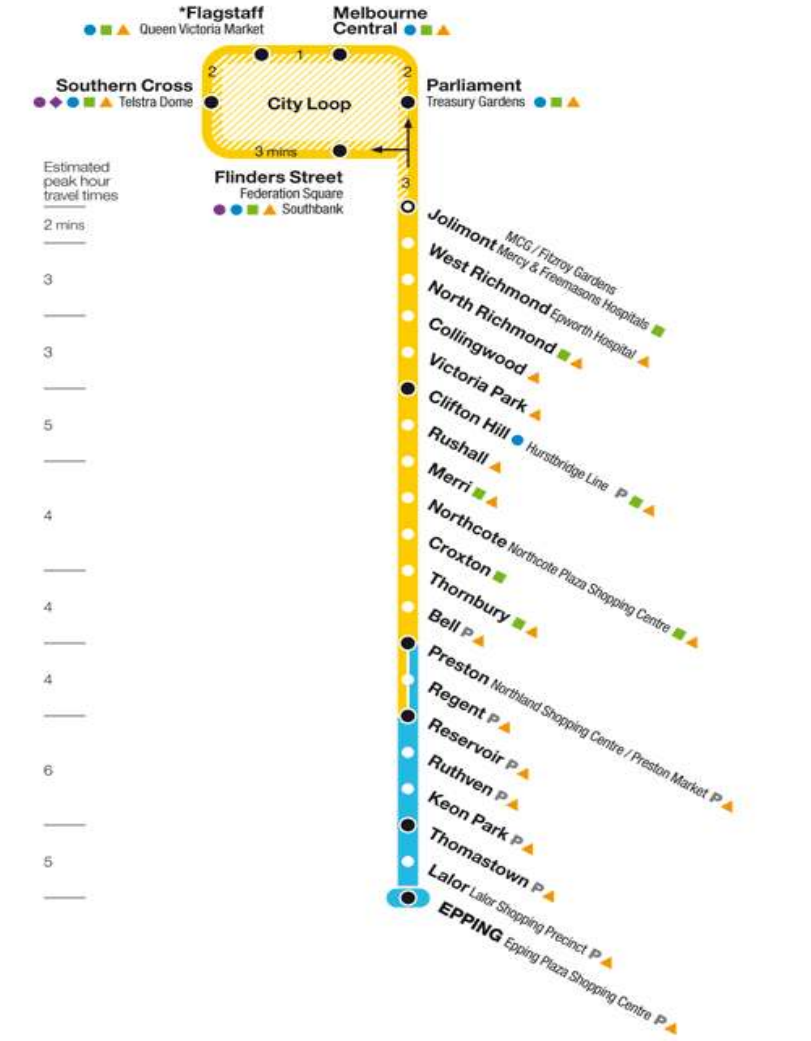 *Flagstaff
Queen Victoria Market
Melbourne
Central
Southern Cross
Telstra Dome
2
1
2
City Loop
Parliament
Treasury Gardens
3 mins
Flinders Street
Federation Square
Southbank
3
Estimated
peak hour
travel times
2 mins
3
3
5
4
4
4
6
5
Jolimont MCG / Fitzroy Gardens
Mercy & Freemasons Hospitals
West Richmond Epworth Hospital
North Richmond
Collingwood
Victoria Park
Clifton Hill Hurstbridge Line P
Rushall
Merri
Northcote Northcote Plaza Shopping Centre
Croxton
Thornbury
Bell P
Preston Northland Shopping Centre / Preston Market P
Regent P
Reservoir P
Ruthven P
Keon Park P
Thomastown P
Lalor Lalor Shopping Precinct P
EPPING Epping Plaza Shopping Centre P